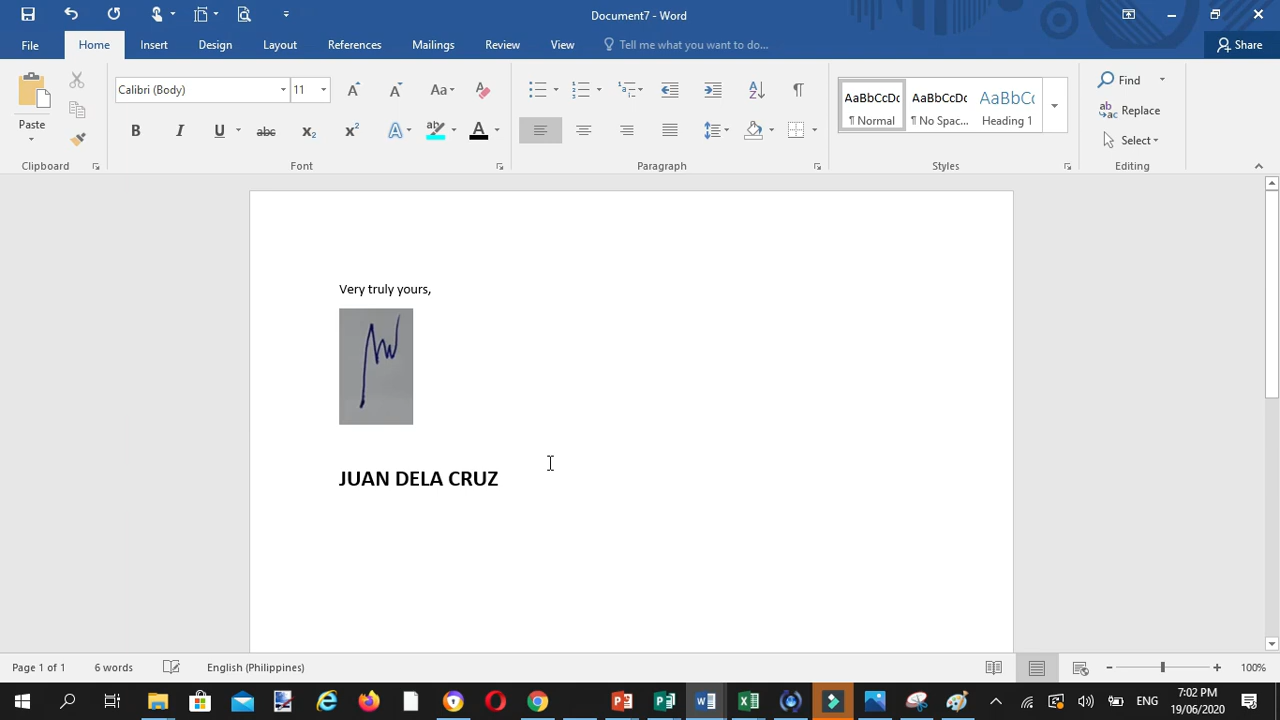 Document7 - Word
File Home Insert Design Layout References Mailings Review View Tell me what you want to do... Share
Paste
Clipboard
Calibri (Body) 11
Font
Paragraph
AaBbCcDc AaBbCcDc AaBbCc
¶ Normal ¶ No Spac... Heading 1
Styles
Find
Replace
Select
Editing
Very truly yours,
JUAN DELA CRUZ
Page 1 of 1 6 words English (Philippines) 100%
ENG 7:02 PM
19/06/2020